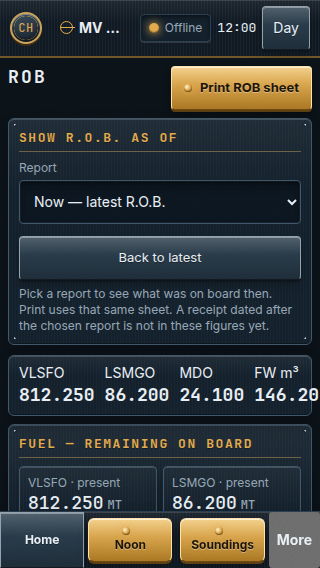 CH
MV ...
Offline
12:00
Day
ROB
Print ROB sheet
SHOW R.O.B. AS OF
Report
Now — latest R.O.B.
Back to latest
Pick a report to see what was on board then.
Print uses that same sheet. A receipt dated after
the chosen report is not in these figures yet.
VLSFO LSMGO MDO FW m³
812.250 86.200 24.100 146.20
FUEL — REMAINING ON BOARD
VLSFO · present LSMGO · present
812.250 MT 86.200 MT
Home Noon Soundings More